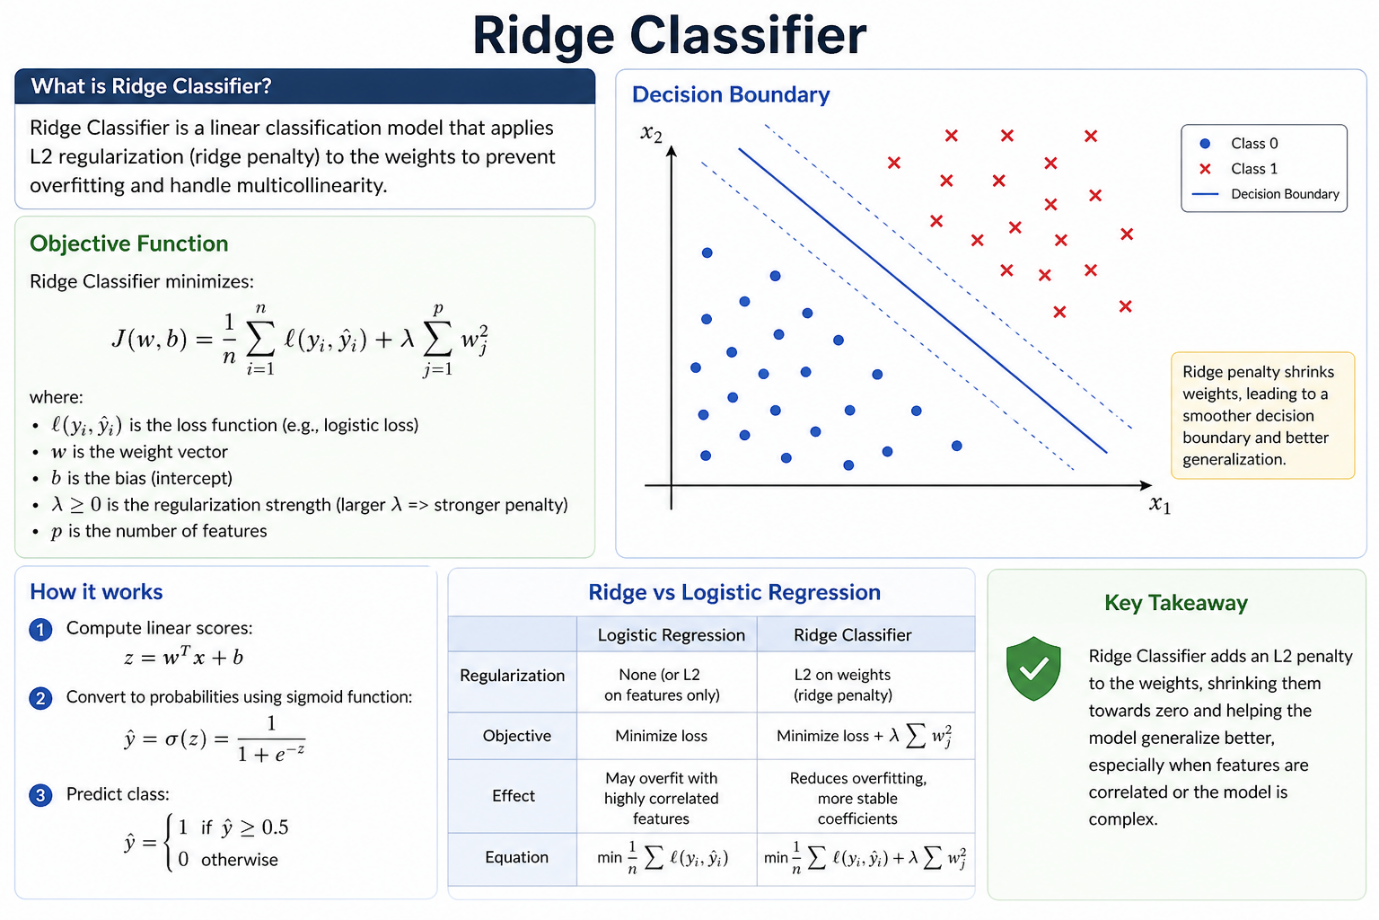 Ridge Classifier
What is Ridge Classifier?
Ridge Classifier is a linear classification model that applies
L2 regularization (ridge penalty) to the weights to prevent
overfitting and handle multicollinearity.
Objective Function
Ridge Classifier minimizes:
J(w, b) = 1/n ∑_{i=1}^{n} ℓ(y_i, ŷ_i) + λ ∑_{j=1}^{p} w_j^2
where:
• ℓ(y_i, ŷ_i) is the loss function (e.g., logistic loss)
• w is the weight vector
• b is the bias (intercept)
• λ ≥ 0 is the regularization strength (larger λ => stronger penalty)
• p is the number of features
Decision Boundary
x_2
x_1
Class 0
Class 1
Decision Boundary
Ridge penalty shrinks
weights, leading to a
smoother decision
boundary and better
generalization.
How it works
1 Compute linear scores:
z = w^T x + b
2 Convert to probabilities using sigmoid function:
ŷ = σ(z) = 1 / (1 + e^{-z})
3 Predict class:
ŷ = { 1 if ŷ ≥ 0.5
0 otherwise
Ridge vs Logistic Regression
Logistic Regression Ridge Classifier
Regularization
None (or L2
on features only)
L2 on weights
(ridge penalty)
Objective
Minimize loss
Minimize loss + λ ∑ w_j^2
Effect
May overfit with
highly correlated
features
Reduces overfitting,
more stable
coefficients
Equation
min 1/n ∑ ℓ(y_i, ŷ_i)
min 1/n ∑ ℓ(y_i, ŷ_i) + λ ∑ w_j^2
Key Takeaway
Ridge Classifier adds an L2 penalty
to the weights, shrinking them
towards zero and helping the
model generalize better,
especially when features are
correlated or the model is
complex.